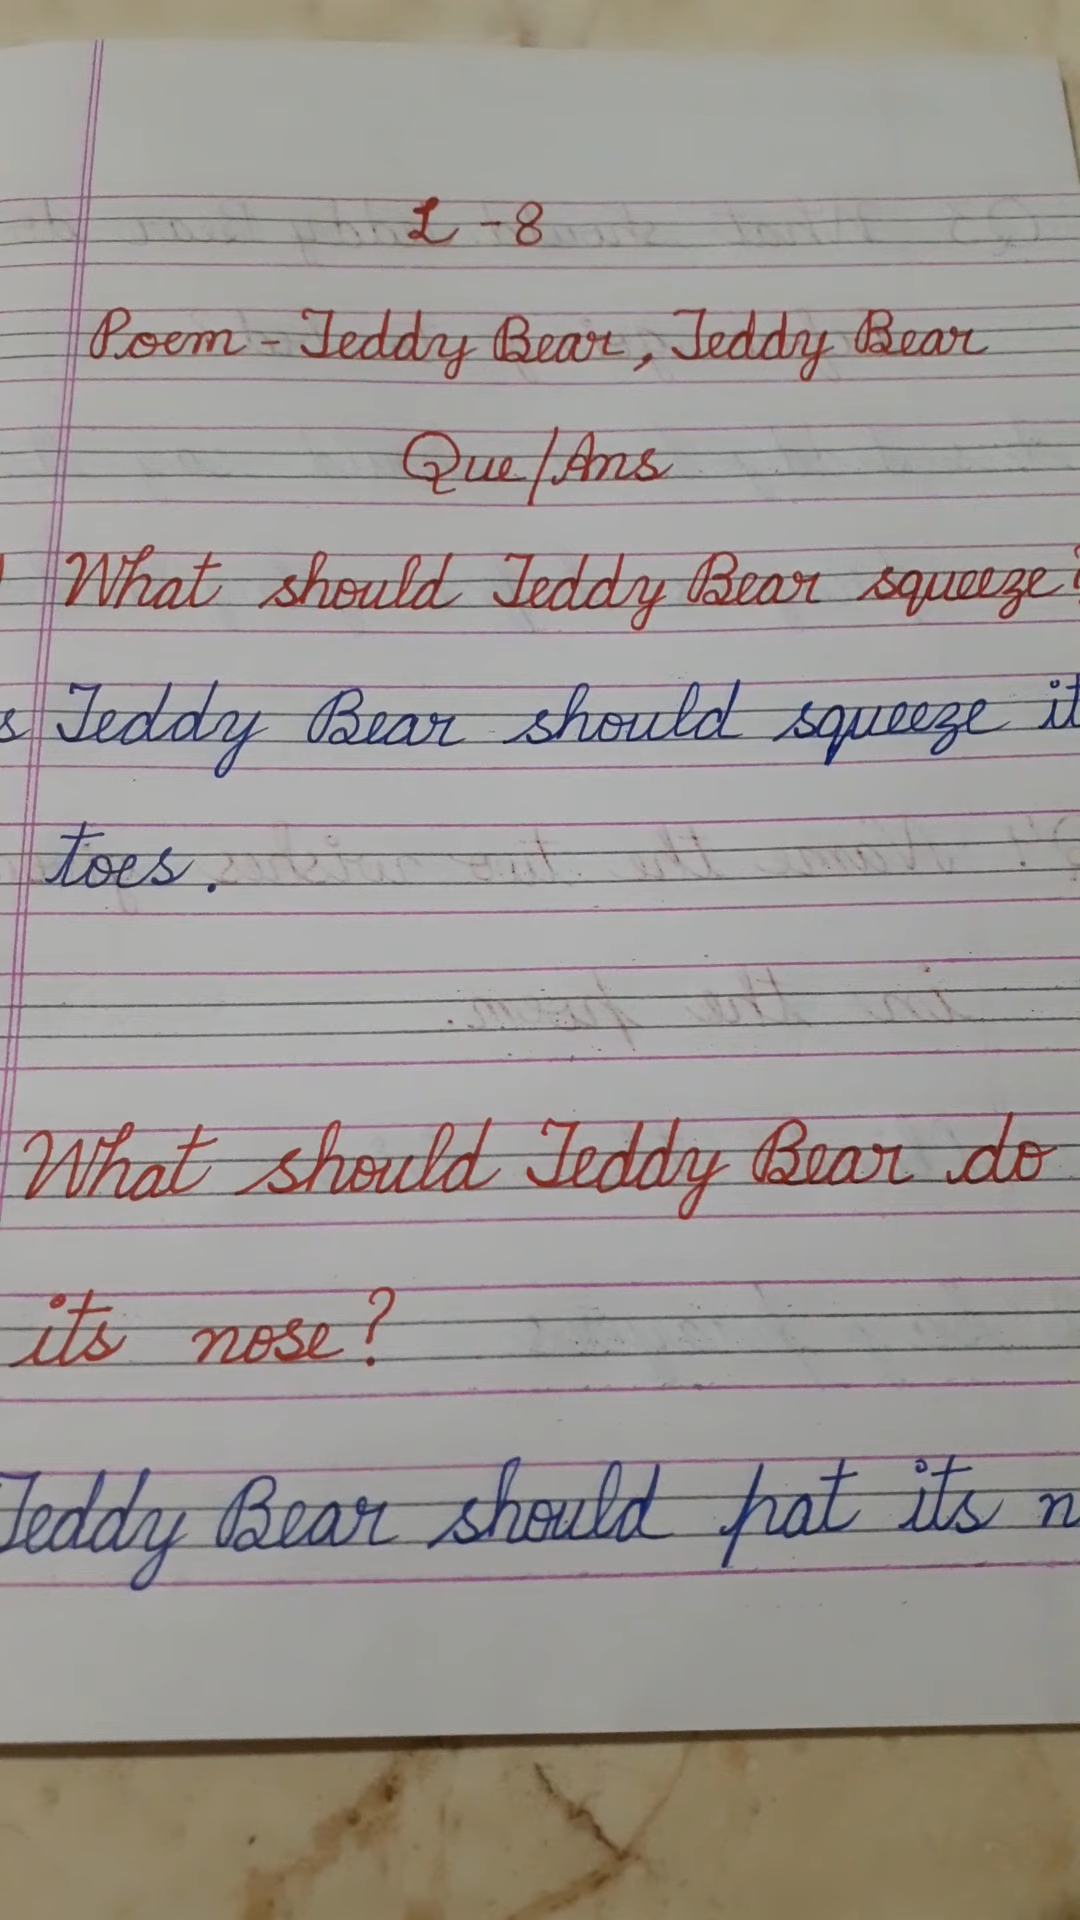 L - 8
Poem - Teddy Bear, Teddy Bear
Que/Ans
What should Teddy Bear squeeze?
Teddy Bear should squeeze
toes.
What should Teddy Bear do
its nose?
Teddy Bear should pat its